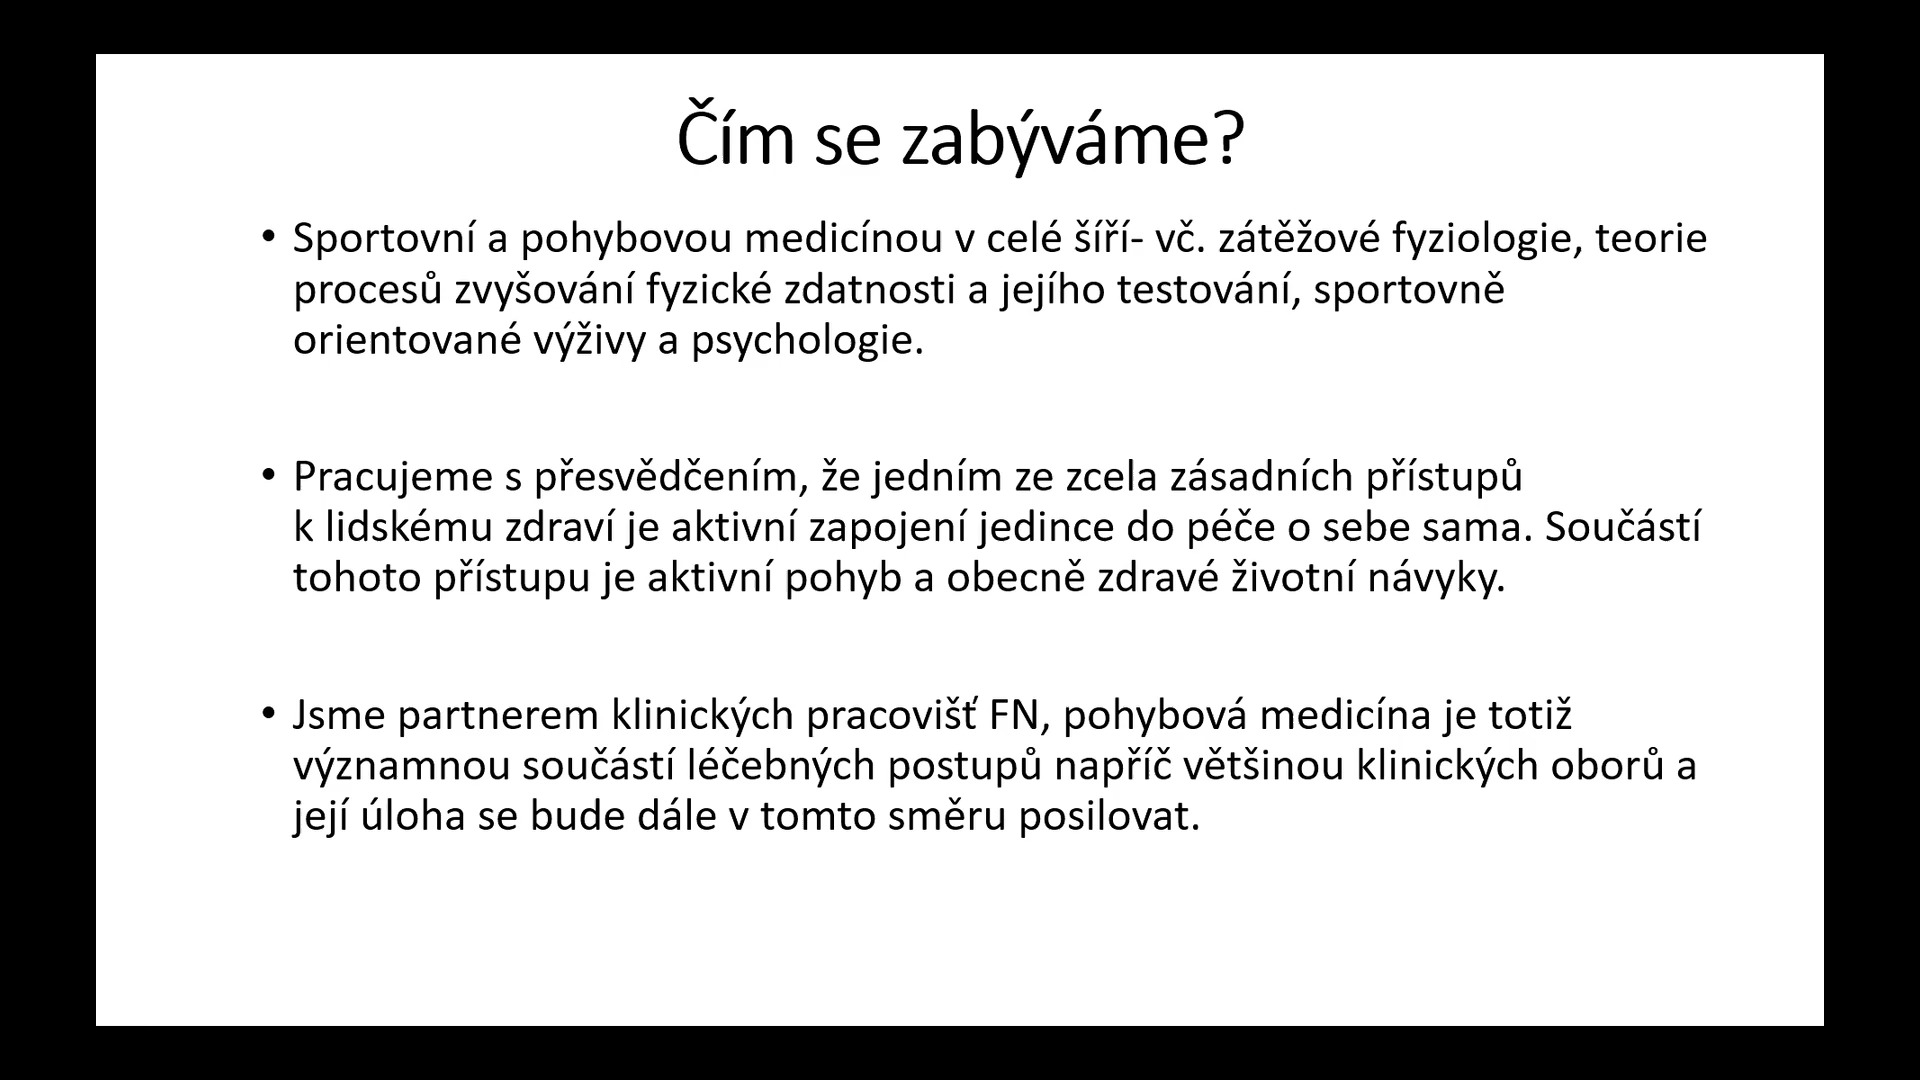 Čím se zabýváme?
• Sportovní a pohybovou medicínou v celé šíří- vč. zátěžové fyziologie, teorie
procesů zvyšování fyzické zdatnosti a jejího testování, sportovně
orientované výživy a psychologie.
• Pracujeme s přesvědčením, že jedním ze zcela zásadních přístupů
k lidskému zdraví je aktivní zapojení jedince do péče o sebe sama. Součástí
tohoto přístupu je aktivní pohyb a obecně zdravé životní návyky.
• Jsme partnerem klinických pracovišť FN, pohybová medicína je totiž
významnou součástí léčebných postupů napříč většinou klinických oborů a
její úloha se bude dále v tomto směru posilovat.